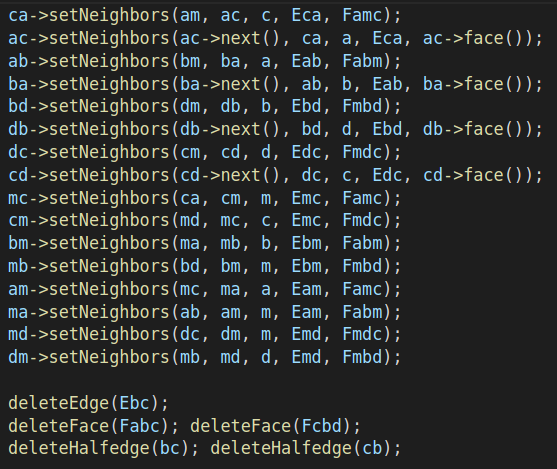 ca->setNeighbors(am, ac, c, Eca, Famc);
ac->setNeighbors(ac->next(), ca, a, Eca, ac->face());
ab->setNeighbors(bm, ba, a, Eab, Fabm);
ba->setNeighbors(ba->next(), ab, b, Eab, ba->face());
bd->setNeighbors(dm, db, b, Ebd, Fmbd);
db->setNeighbors(db->next(), bd, d, Ebd, db->face());
dc->setNeighbors(cm, cd, d, Edc, Fmdc);
cd->setNeighbors(cd->next(), dc, c, Edc, cd->face());
mc->setNeighbors(ca, cm, m, Emc, Famc);
cm->setNeighbors(md, mc, c, Emc, Fmdc);
bm->setNeighbors(ma, mb, b, Ebm, Fabm);
mb->setNeighbors(bd, bm, m, Ebm, Fmbd);
am->setNeighbors(mc, ma, a, Eam, Famc);
ma->setNeighbors(ab, am, m, Eam, Fabm);
md->setNeighbors(dc, dm, m, Emd, Fmdc);
dm->setNeighbors(mb, md, d, Emd, Fmbd);
deleteEdge(Ebc);
deleteFace(Fabc); deleteFace(Fcbd);
deleteHalfedge(bc); deleteHalfedge(cb);